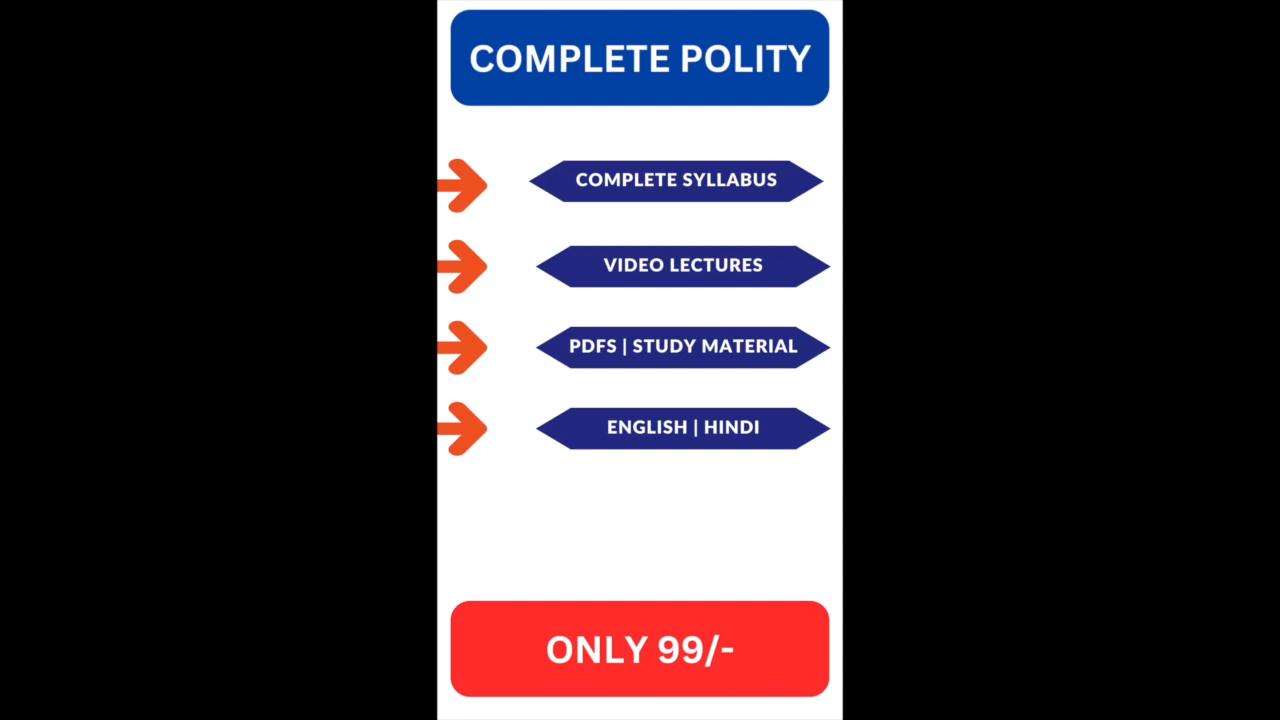 COMPLETE POLITY
COMPLETE SYLLABUS
VIDEO LECTURES
PDFS | STUDY MATERIAL
ENGLISH | HINDI
ONLY 99/-